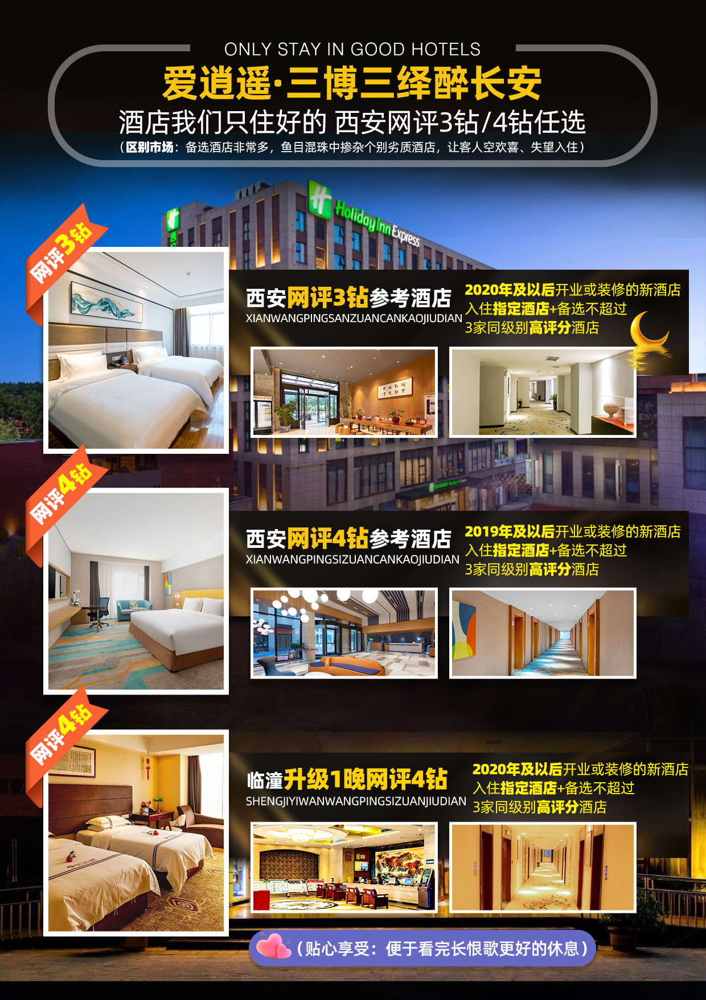 ONLY STAY IN GOOD HOTELS
爱逍遥·三博三绎醉长安
酒店我们只住好的 西安网评3钻/4钻任选
（区别市场：备选酒店非常多，鱼目混珠中掺杂个别劣质酒店，让客人空欢喜、失望入住）
Holiday Inn Express
网评3钻
西安网评3钻参考酒店
XIANWANGPINGSANZUANCANKAOJIUDIAN
2020年及以后开业或装修的新酒店
入住指定酒店+备选不超过
3家同级别高评分酒店
网评4钻
西安网评4钻参考酒店
XIANWANGPINGSIZUANCANKAOJIUDIAN
2019年及以后开业或装修的新酒店
入住指定酒店+备选不超过
3家同级别高评分酒店
网评4钻
临潼升级1晚网评4钻
SHENGJIYIWANWANGPINGSIZUANJIUDIAN
2020年及以后开业或装修的新酒店
入住指定酒店+备选不超过
3家同级别高评分酒店
（贴心享受：便于看完长恨歌更好的休息）